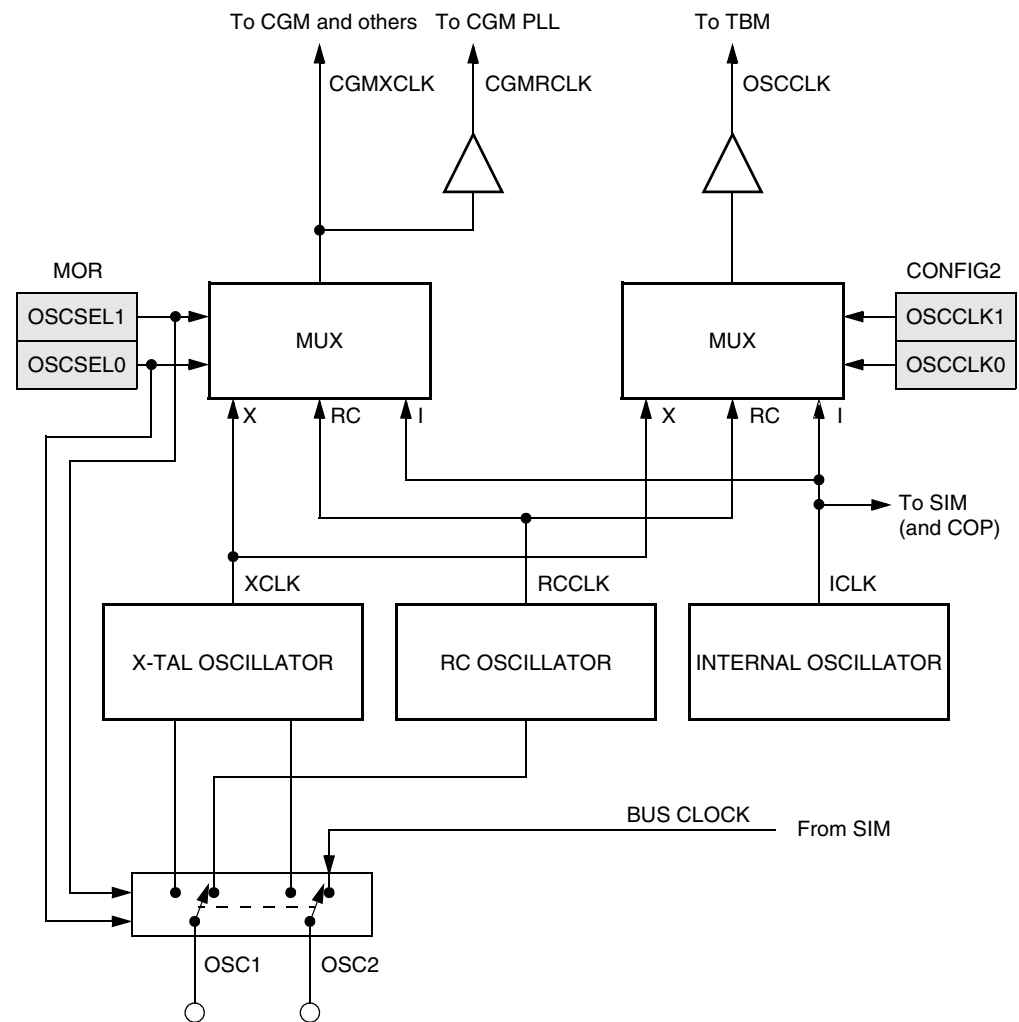 To CGM and others
To CGM PLL
To TBM
CGMXCLK
CGMRCLK
OSCCLK
MOR
CONFIG2
OSCSEL1
OSCSEL0
MUX
MUX
OSCCLK1
OSCCLK0
X
RC
I
X
RC
I
To SIM
(and COP)
XCLK
RCCLK
ICLK
X-TAL OSCILLATOR
RC OSCILLATOR
INTERNAL OSCILLATOR
BUS CLOCK
From SIM
OSC1
OSC2